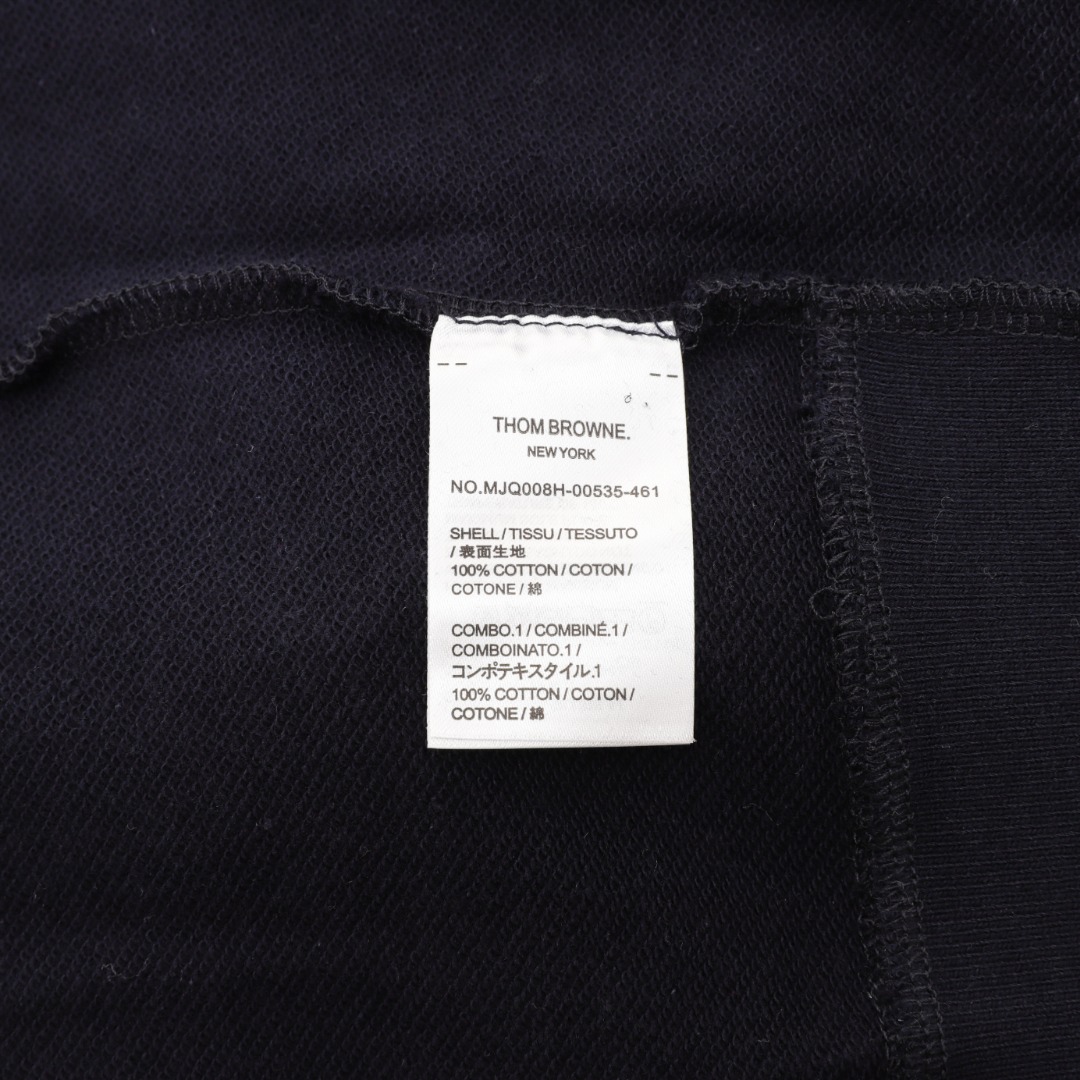 THOM BROWNE.
NEW YORK
NO.MJQ008H-00535-461
SHELL / TISSU / TESSUTO
/ 表面生地
100% COTTON / COTON /
COTONE / 綿
COMBO.1 / COMBINÉ.1 /
COMBOINATO.1 /
コンポテキスタイル.1
100% COTTON / COTON /
COTONE / 綿